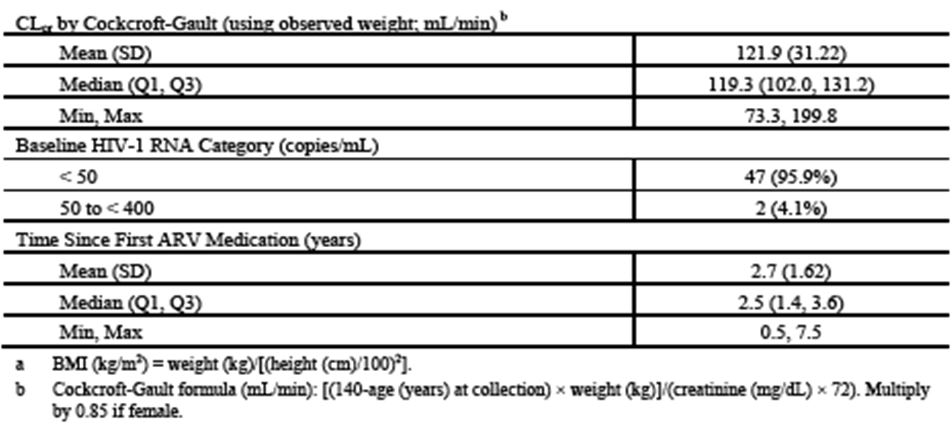 CLcr by Cockcroft-Gault (using observed weight; mL/min) b
Mean (SD) 121.9 (31.22)
Median (Q1, Q3) 119.3 (102.0, 131.2)
Min, Max 73.3, 199.8
Baseline HIV-1 RNA Category (copies/mL)
< 50 47 (95.9%)
50 to < 400 2 (4.1%)
Time Since First ARV Medication (years)
Mean (SD) 2.7 (1.62)
Median (Q1, Q3) 2.5 (1.4, 3.6)
Min, Max 0.5, 7.5
a BMI (kg/m²) = weight (kg)/[(height (cm)/100)²].
b Cockcroft-Gault formula (mL/min): [(140-age (years) at collection) × weight (kg)]/(creatinine (mg/dL) × 72). Multiply
by 0.85 if female.